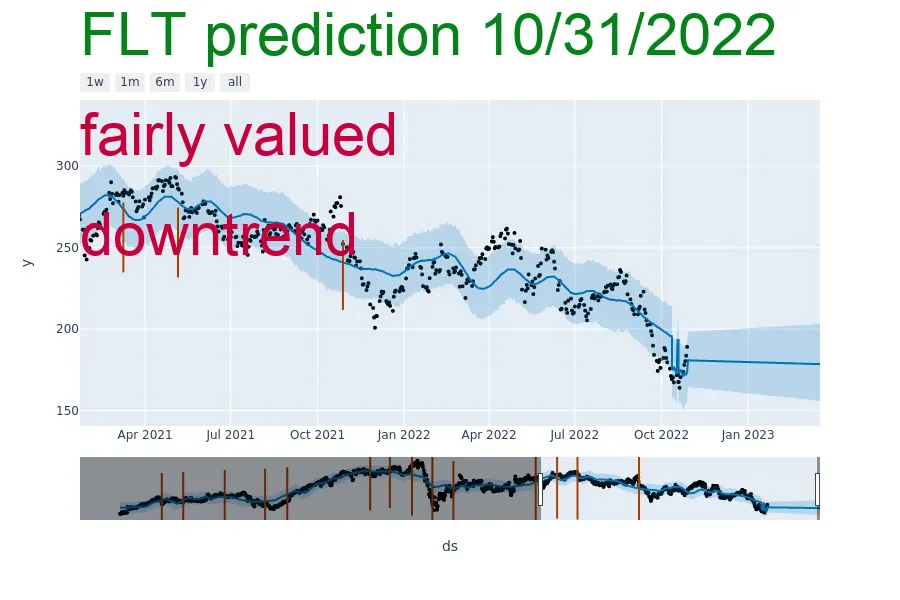 FLT prediction 10/31/2022
1w 1m 6m 1y all
fairly valued
downtrend
300
250
200
150
y
Apr 2021 Jul 2021 Oct 2021 Jan 2022 Apr 2022 Jul 2022 Oct 2022 Jan 2023
ds